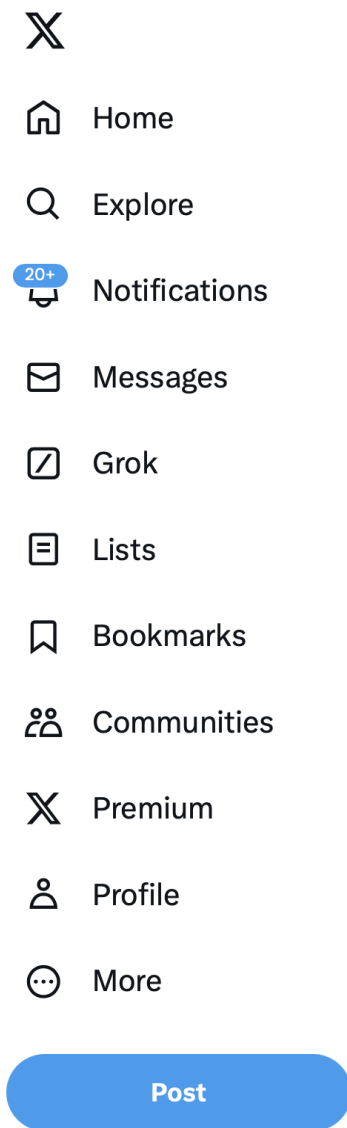 Home
Explore
20+
Notifications
Messages
Grok
Lists
Bookmarks
Communities
Premium
Profile
More
Post